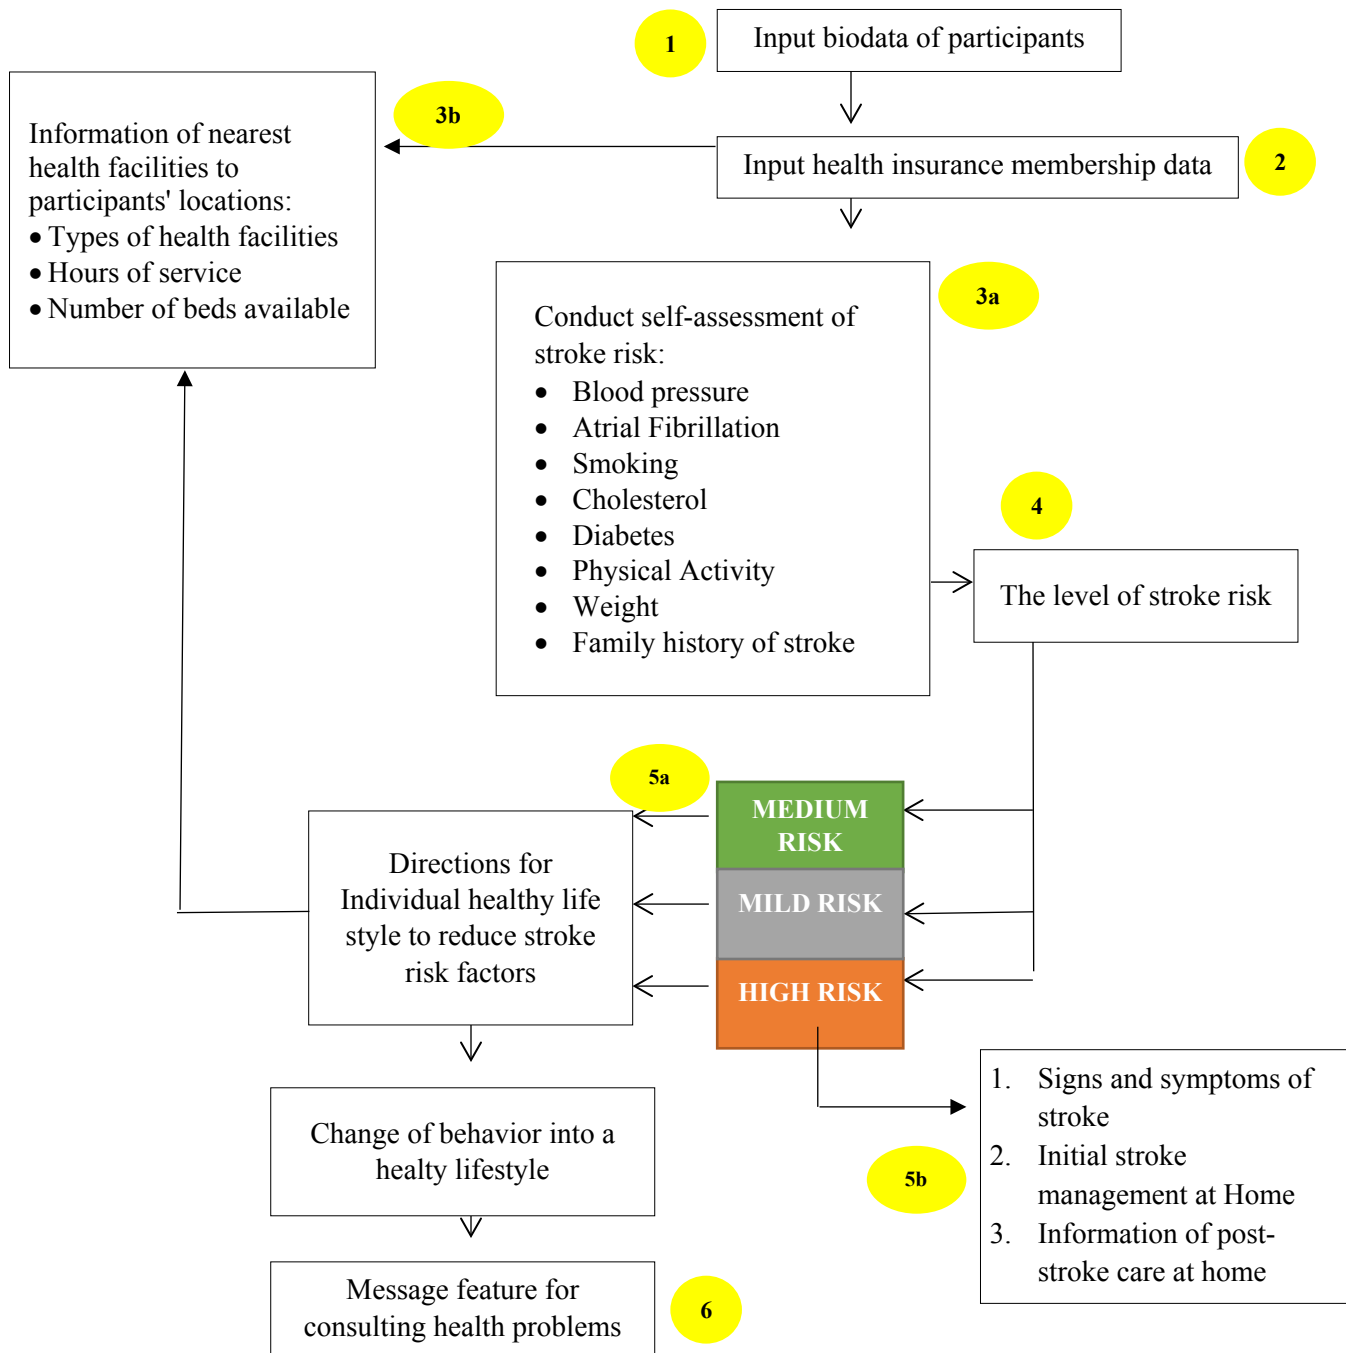 1
Input biodata of participants
3b
Information of nearest
health facilities to
participants' locations:
• Types of health facilities
• Hours of service
• Number of beds available
Input health insurance membership data
2
3a
Conduct self-assessment of
stroke risk:
• Blood pressure
• Atrial Fibrillation
• Smoking
• Cholesterol
• Diabetes
• Physical Activity
• Weight
• Family history of stroke
4
The level of stroke risk
5a
MEDIUM
RISK
MILD RISK
HIGH RISK
Directions for
Individual healthy life
style to reduce stroke
risk factors
5b
1. Signs and symptoms of
stroke
2. Initial stroke
management at Home
3. Information of post-
stroke care at home
Change of behavior into a
healty lifestyle
Message feature for
consulting health problems
6